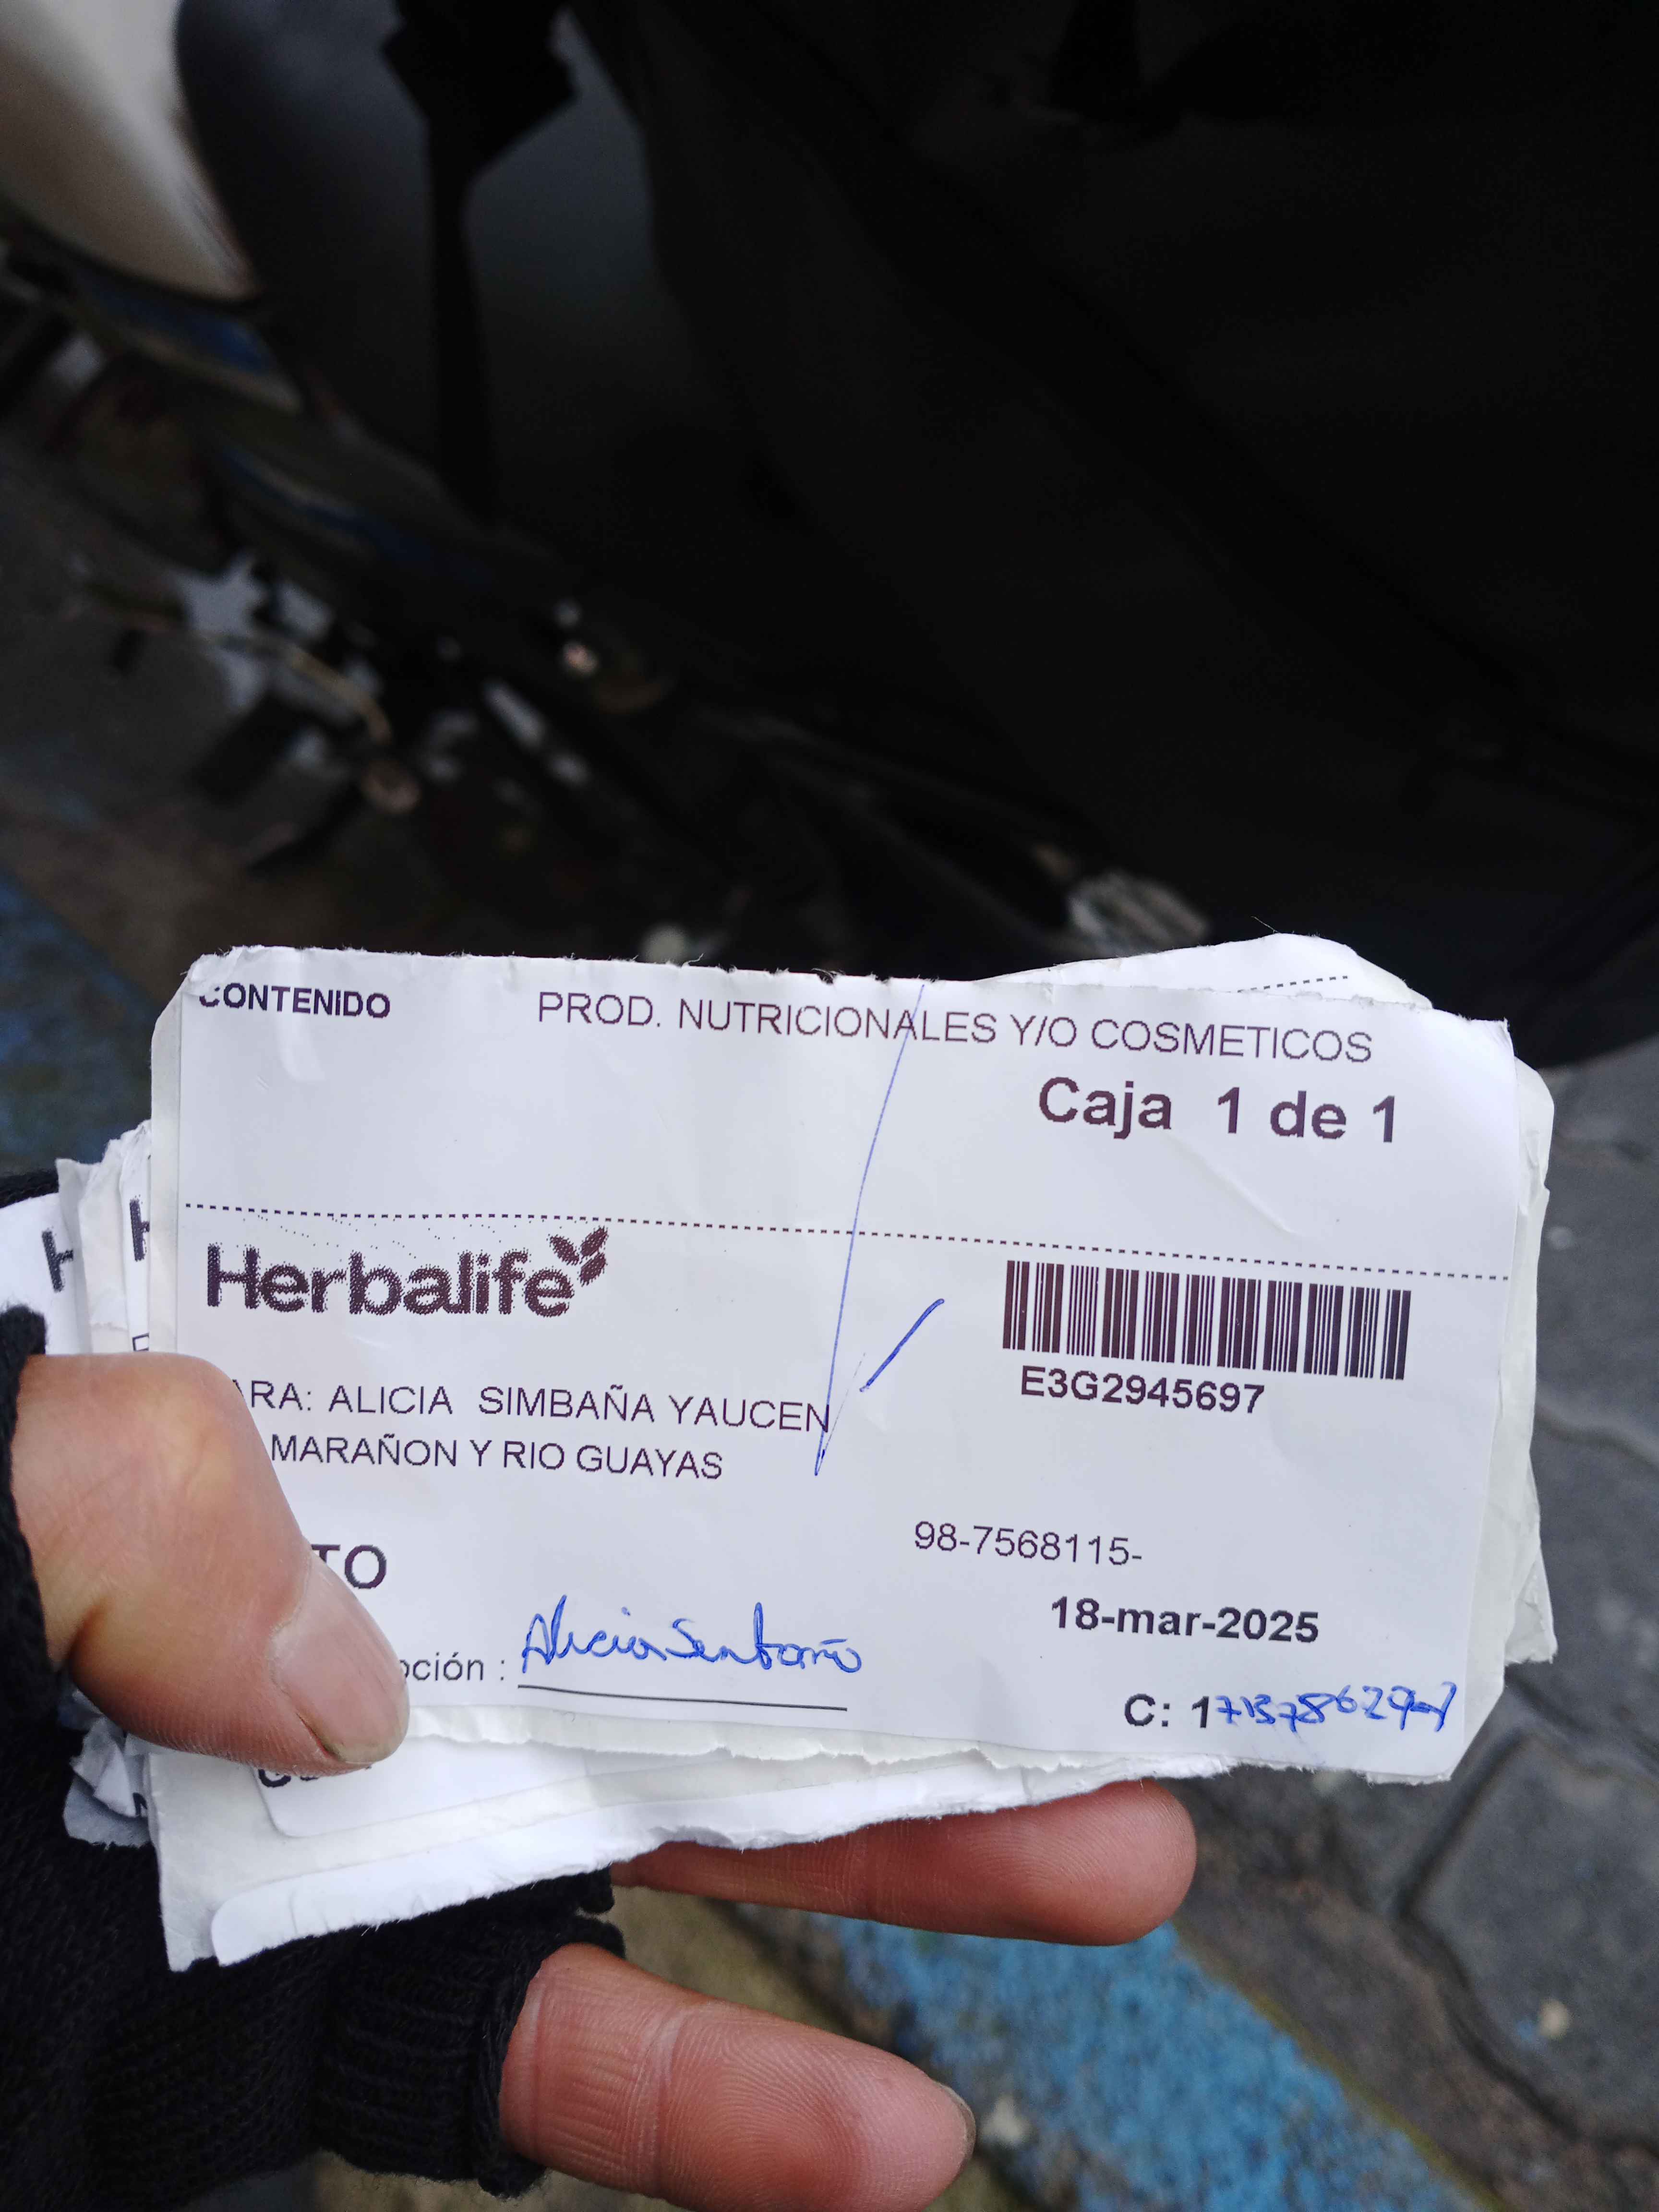 CONTENIDO PROD. NUTRICIONALES Y/O COSMETICOS
Caja 1 de 1
Herbalife
E3G2945697
ARA: ALICIA SIMBAÑA YAUCEN
MARAÑON Y RIO GUAYAS
98-7568115-
TO
18-mar-2025
pción :
C: 1